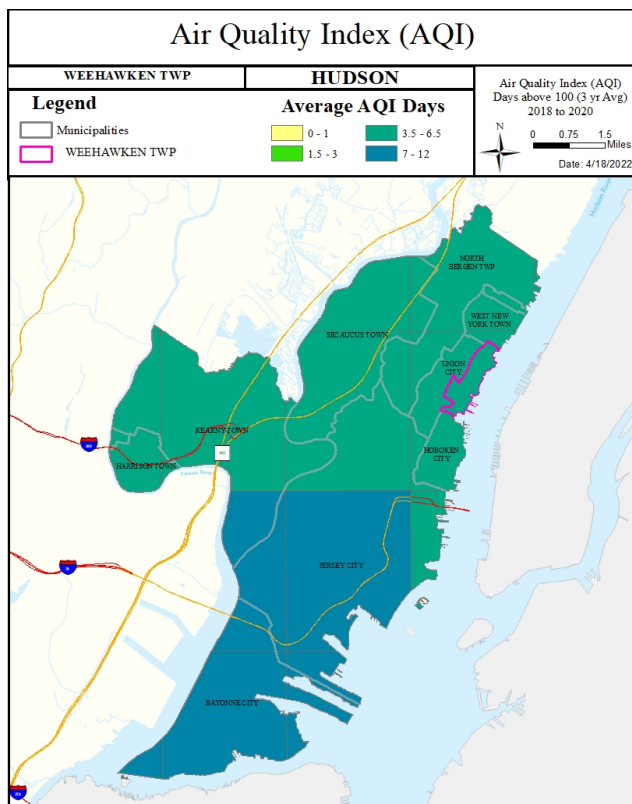 Air Quality Index (AQI)
WEEHAWKEN TWP
HUDSON
Legend
Municipalities
WEEHAWKEN TWP
Average AQI Days
0 - 1
1.5 - 3
3.5 - 6.5
7 - 12
Air Quality Index (AQI)
Days above 100 (3 yr Avg)
2018 to 2020
N
0 0.75 1.5
Miles
Date: 4/18/2022
Hudson River
NORTH
BERGEN TWP
WEST NEW
YORK TOWN
SECAUCUS TOWN
UNION
CITY
KEARNY TOWN
HOBOKEN
CITY
HARRISON TOWN
JERSEY CITY
BAYONNE CITY